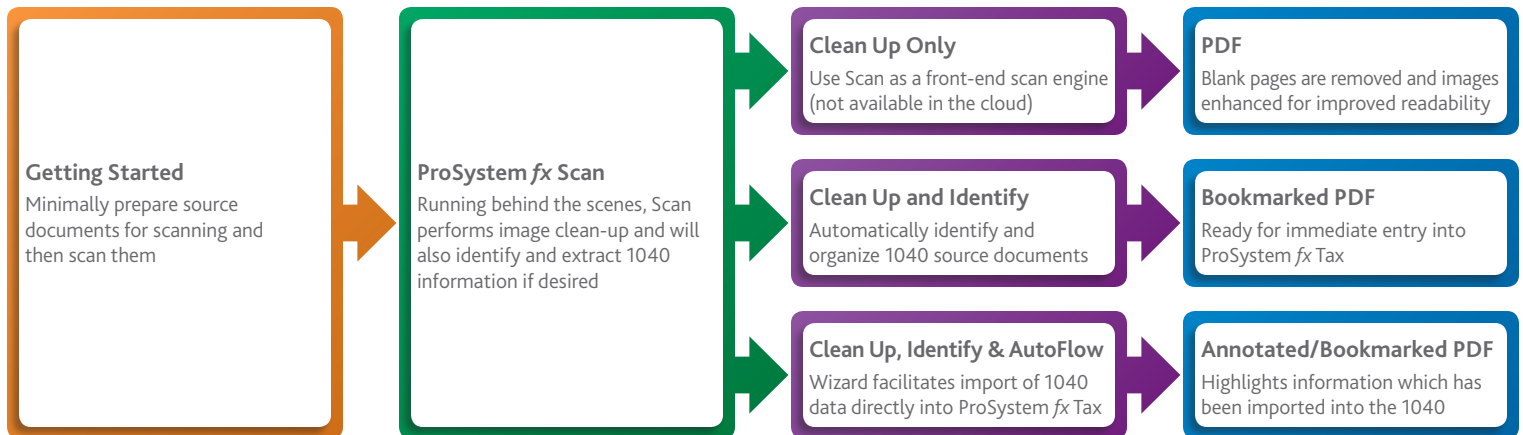 Getting Started
Minimally prepare source
documents for scanning and
then scan them
ProSystem fx Scan
Running behind the scenes, Scan
performs image clean-up and will
also identify and extract 1040
information if desired
Clean Up Only
Use Scan as a front-end scan engine
(not available in the cloud)
PDF
Blank pages are removed and images
enhanced for improved readability
Clean Up and Identify
Automatically identify and
organize 1040 source documents
Bookmarked PDF
Ready for immediate entry into
ProSystem fx Tax
Clean Up, Identify & AutoFlow
Wizard facilitates import of 1040
data directly into ProSystem fx Tax
Annotated/Bookmarked PDF
Highlights information which has
been imported into the 1040